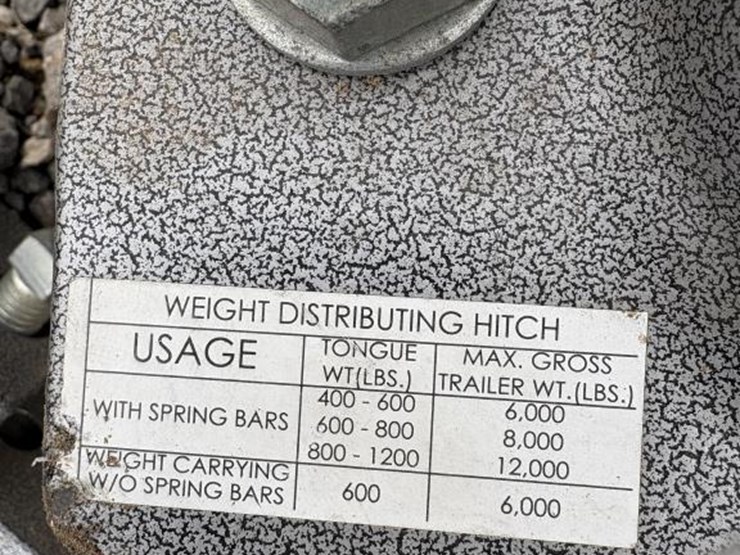 WEIGHT DISTRIBUTING HITCH
USAGE TONGUE WT(LBS.) MAX. GROSS TRAILER WT.(LBS.)
WITH SPRING BARS 400 - 600 6,000
600 - 800 8,000
800 - 1200 12,000
WEIGHT CARRYING
W/O SPRING BARS 600 6,000